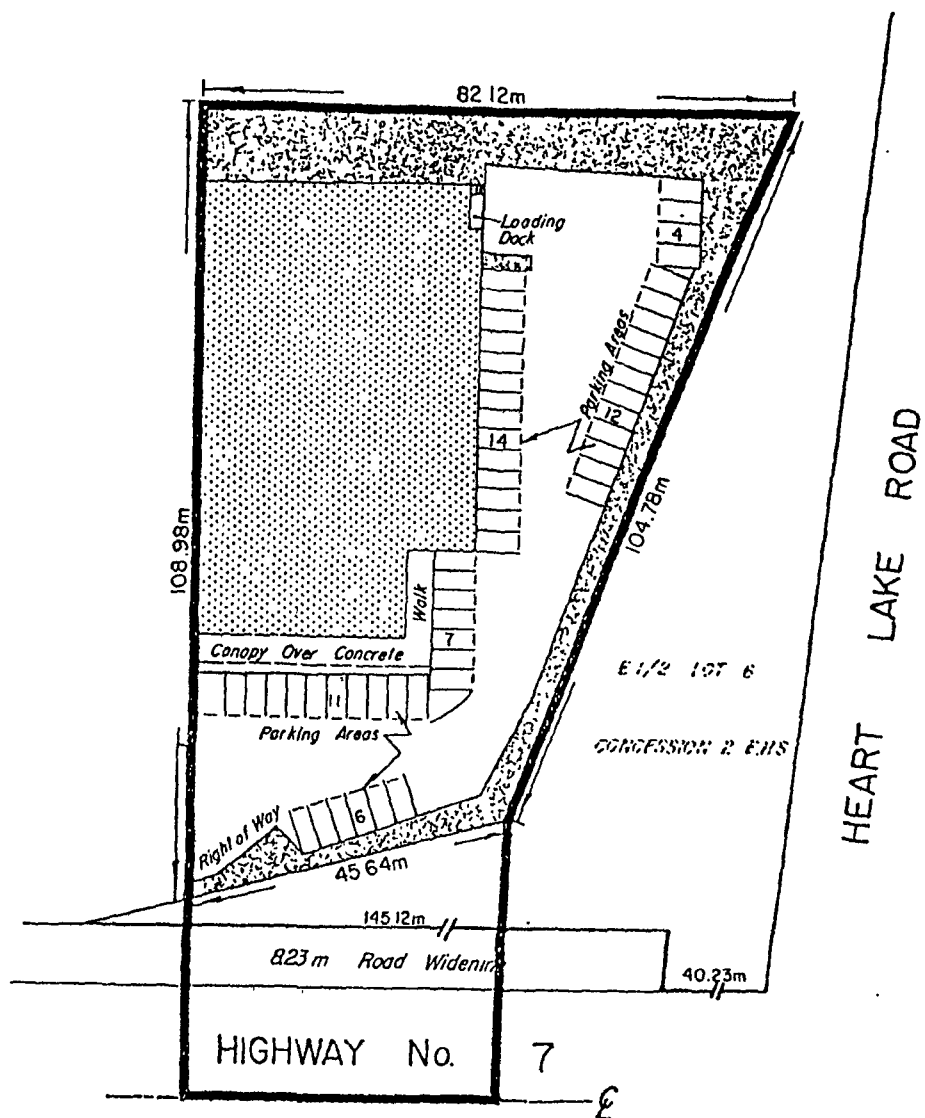 82.12m
Loading
Dock
4
Parking Areas
12
14
108.98m
104.78m
HEART LAKE ROAD
Walk
7
Canopy Over Concrete
11
Parking Areas
E 1/2 LOT 6
CONCESSION 2 E.H.S
6
Right of Way
45.64m
145.12m
8.23m Road Widenin
40.23m
HIGHWAY No. 7
℄